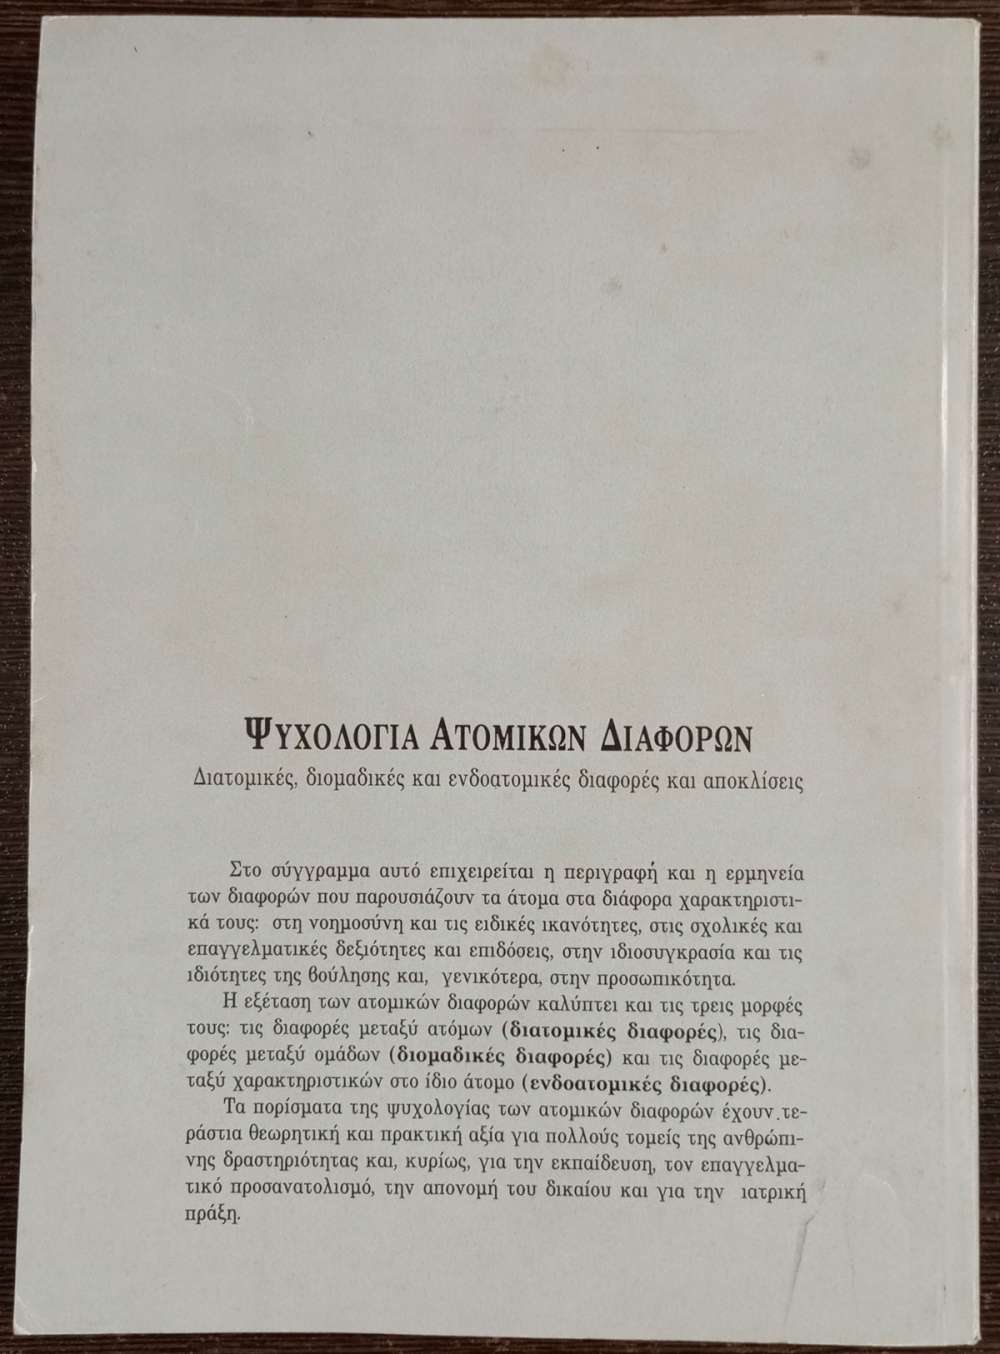 ΨΥΧΟΛΟΓΙΑ ΑΤΟΜΙΚΩΝ ΔΙΑΦΟΡΩΝ
Διατομικές, διομαδικές και ενδοατομικές διαφορές και αποκλίσεις
Στο σύγγραμμα αυτό επιχειρείται η περιγραφή και η ερμηνεία
των διαφορών που παρουσιάζουν τα άτομα στα διάφορα χαρακτηριστι-
κά τους: στη νοημοσύνη και τις ειδικές ικανότητες, στις σχολικές και
επαγγελματικές δεξιότητες και επιδόσεις, στην ιδιοσυγκρασία και τις
ιδιότητες της βούλησης και, γενικότερα, στην προσωπικότητα.
Η εξέταση των ατομικών διαφορών καλύπτει και τις τρεις μορφές
τους: τις διαφορές μεταξύ ατόμων (διατομικές διαφορές), τις δια-
φορές μεταξύ ομάδων (διομαδικές διαφορές) και τις διαφορές με-
ταξύ χαρακτηριστικών στο ίδιο άτομο (ενδοατομικές διαφορές).
Τα πορίσματα της ψυχολογίας των ατομικών διαφορών έχουν τε-
ράστια θεωρητική και πρακτική αξία για πολλούς τομείς της ανθρώπι-
νης δραστηριότητας και, κυρίως, για την εκπαίδευση, τον επαγγελμα-
τικό προσανατολισμό, την απονομή του δικαίου και για την ιατρική
πράξη.